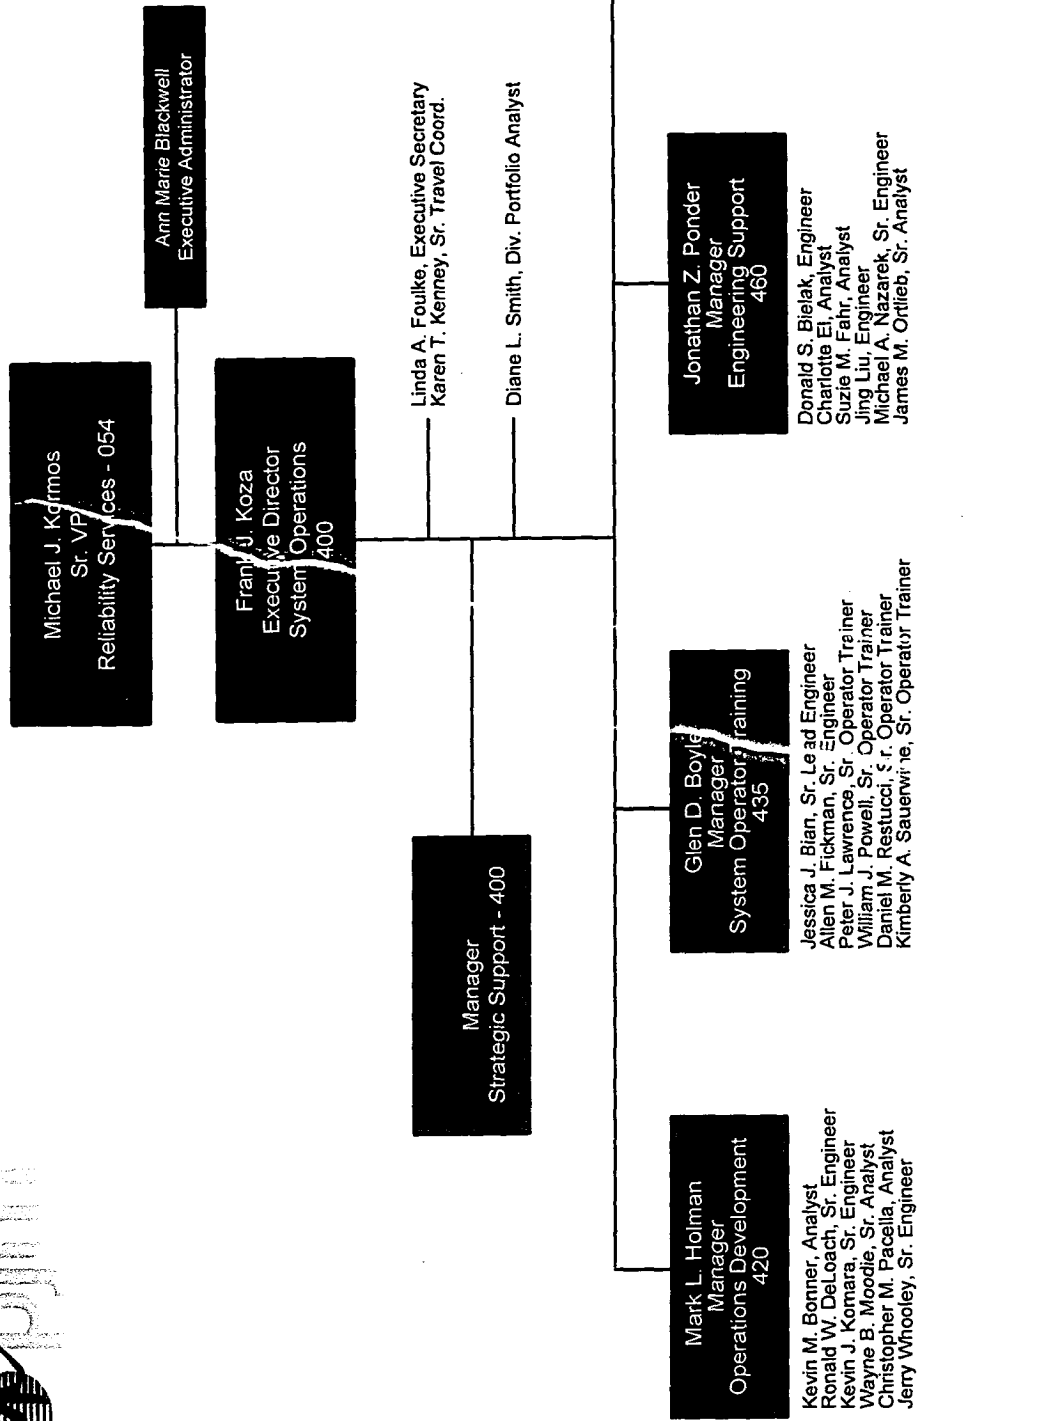 Michael J. Kormos
Sr. VP
Reliability Services - 054
Ann Marie Blackwell
Executive Administrator
Frank J. Koza
Executive Director
System Operations
400
Linda A. Foulke, Executive Secretary
Karen T. Kenney, Sr. Travel Coord.
Manager
Strategic Support - 400
Diane L. Smith, Div. Portfolio Analyst
Mark L. Holman
Manager
Operations Development
420
Kevin M. Bonner, Analyst
Ronald W. DeLoach, Sr. Engineer
Kevin J. Komara, Sr. Engineer
Wayne B. Moodie, Sr. Analyst
Christopher M. Pacella, Analyst
Jerry Whooley, Sr. Engineer
Glen D. Boyle
Manager
System Operator Training
435
Jessica J. Bian, Sr. Lead Engineer
Allen M. Fickman, Sr. Engineer
Peter J. Lawrence, Sr. Operator Trainer
William J. Powell, Sr. Operator Trainer
Daniel M. Restucci, Sr. Operator Trainer
Kimberly A. Sauerwine, Sr. Operator Trainer
Jonathan Z. Ponder
Manager
Engineering Support
460
Donald S. Bielak, Engineer
Charlotte El, Analyst
Suzie M. Fahr, Analyst
Jing Liu, Engineer
Michael A. Nazarek, Sr. Engineer
James M. Ortlieb, Sr. Analyst